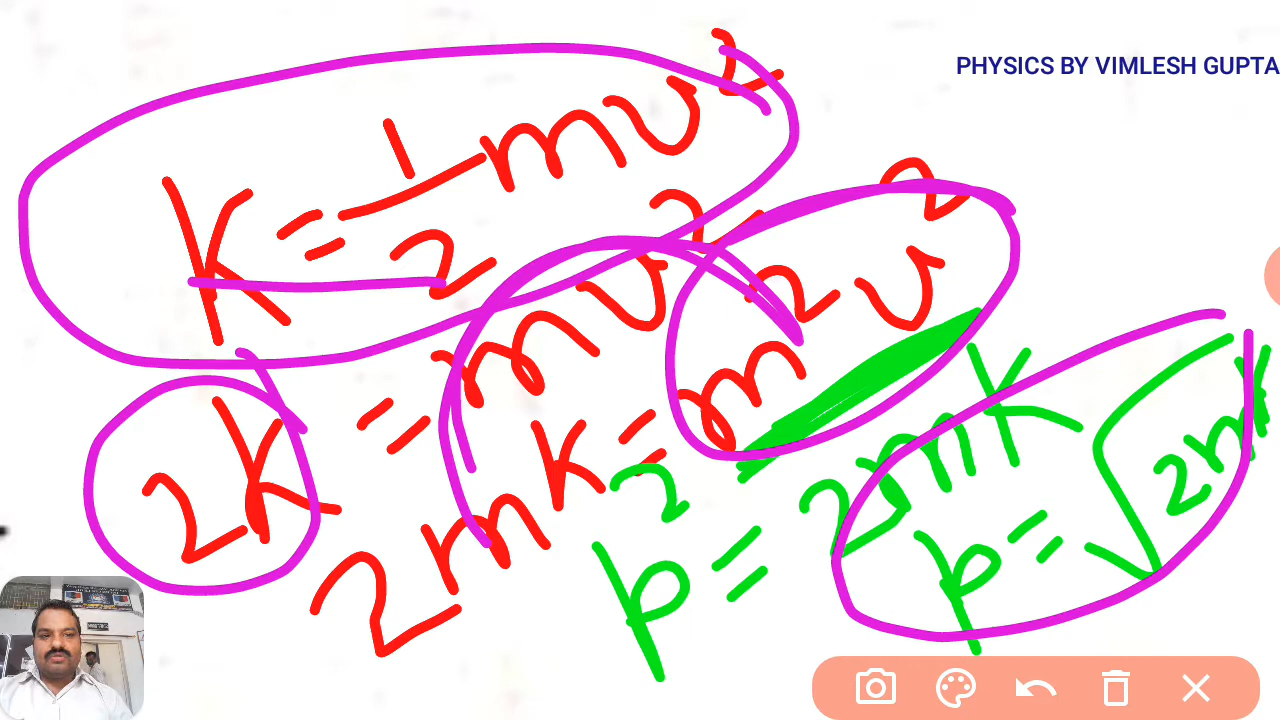 PHYSICS BY VIMLESH GUPTA
K = 1/2 mv²
2K = mv²
2mK = m²v²
p² = 2mK
p = √2mK